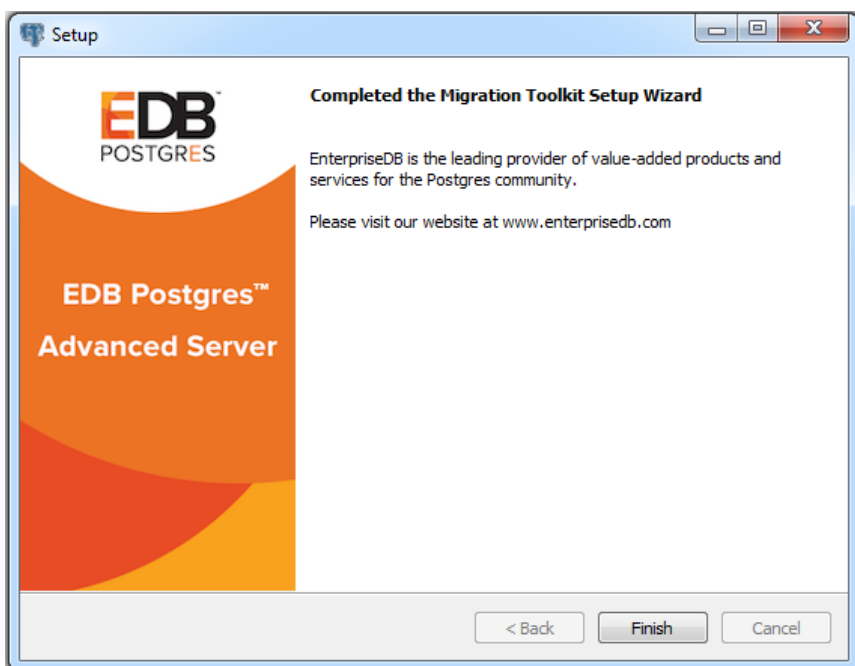 Setup
EDB™
POSTGRES
EDB Postgres™
Advanced Server
Completed the Migration Toolkit Setup Wizard
EnterpriseDB is the leading provider of value-added products and
services for the Postgres community.
Please visit our website at www.enterprisedb.com
< Back
Finish
Cancel